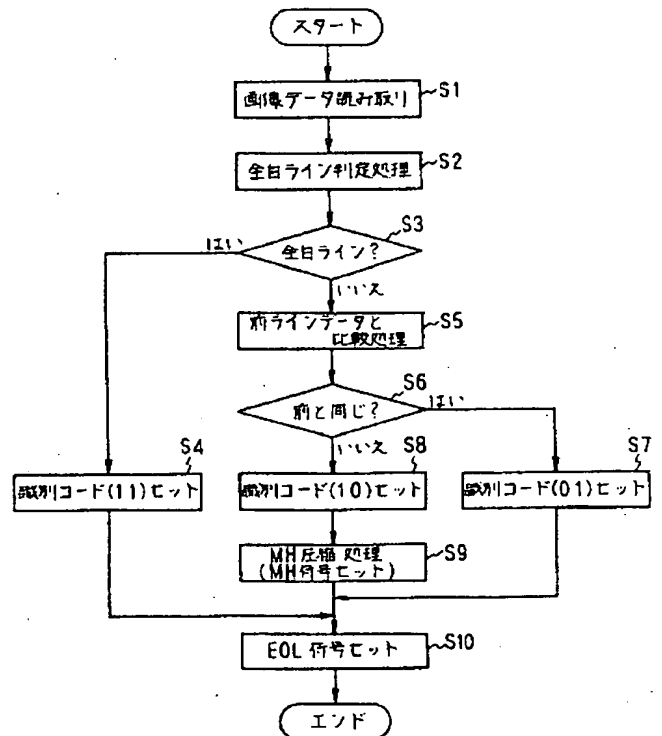 スタート
画像データ読み取り
S1
全白ライン判定処理
S2
全白ライン?
S3
はい
いいえ
前ラインデータと
比較処理
S5
前と同じ?
S6
はい
いいえ
S4
識別コード(11)セット
S8
識別コード(10)セット
S7
識別コード(01)セット
MH圧縮処理
(MH符号セット)
S9
EOL符号セット
S10
エンド